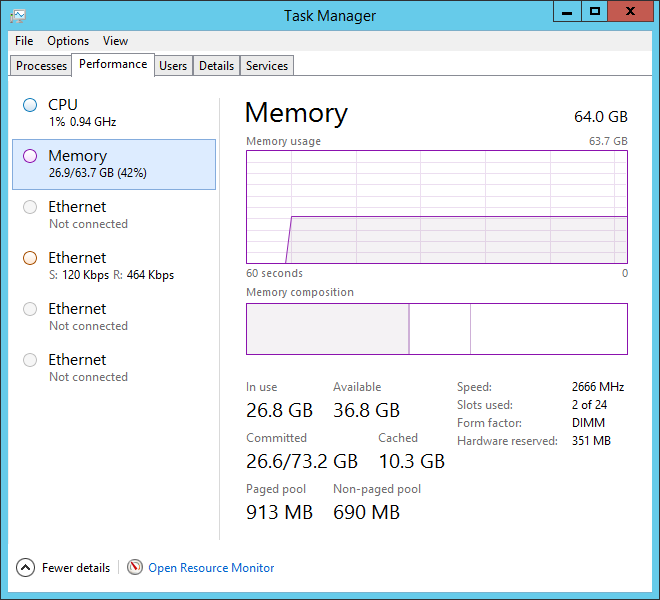 Task Manager
File Options View
Processes Performance Users Details Services
CPU
1% 0.94 GHz
Memory
26.9/63.7 GB (42%)
Ethernet
Not connected
Ethernet
S: 120 Kbps R: 464 Kbps
Ethernet
Not connected
Ethernet
Not connected
Memory 64.0 GB
Memory usage 63.7 GB
60 seconds 0
Memory composition
In use Available
26.8 GB 36.8 GB
Committed Cached
26.6/73.2 GB 10.3 GB
Paged pool Non-paged pool
913 MB 690 MB
Speed: 2666 MHz
Slots used: 2 of 24
Form factor: DIMM
Hardware reserved: 351 MB
Fewer details Open Resource Monitor